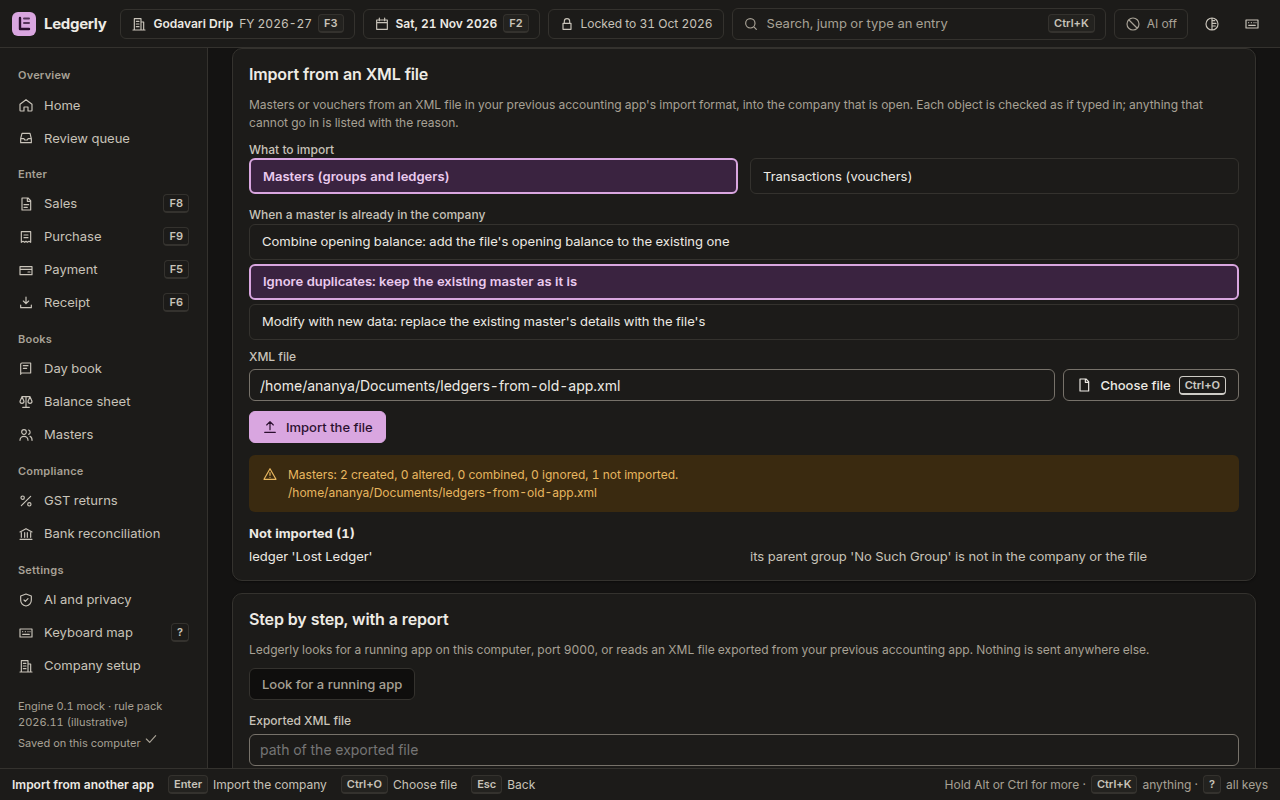 Ledgerly
Godavari Drip FY 2026-27 F3
Sat, 21 Nov 2026 F2
Locked to 31 Oct 2026
Search, jump or type an entry Ctrl+K
AI off
Overview
Home
Review queue
Enter
Sales F8
Purchase F9
Payment F5
Receipt F6
Books
Day book
Balance sheet
Masters
Compliance
GST returns
Bank reconciliation
Settings
AI and privacy
Keyboard map ?
Company setup
Engine 0.1 mock · rule pack
2026.11 (illustrative)
Saved on this computer
Import from an XML file
Masters or vouchers from an XML file in your previous accounting app's import format, into the company that is open. Each object is checked as if typed in; anything that
cannot go in is listed with the reason.
What to import
Masters (groups and ledgers)
Transactions (vouchers)
When a master is already in the company
Combine opening balance: add the file's opening balance to the existing one
Ignore duplicates: keep the existing master as it is
Modify with new data: replace the existing master's details with the file's
XML file
/home/ananya/Documents/ledgers-from-old-app.xml
Choose file Ctrl+O
Import the file
Masters: 2 created, 0 altered, 0 combined, 0 ignored, 1 not imported.
/home/ananya/Documents/ledgers-from-old-app.xml
Not imported (1)
ledger 'Lost Ledger' its parent group 'No Such Group' is not in the company or the file
Step by step, with a report
Ledgerly looks for a running app on this computer, port 9000, or reads an XML file exported from your previous accounting app. Nothing is sent anywhere else.
Look for a running app
Exported XML file
path of the exported file
Import from another app Enter Import the company Ctrl+O Choose file Esc Back
Hold Alt or Ctrl for more · Ctrl+K anything · ? all keys